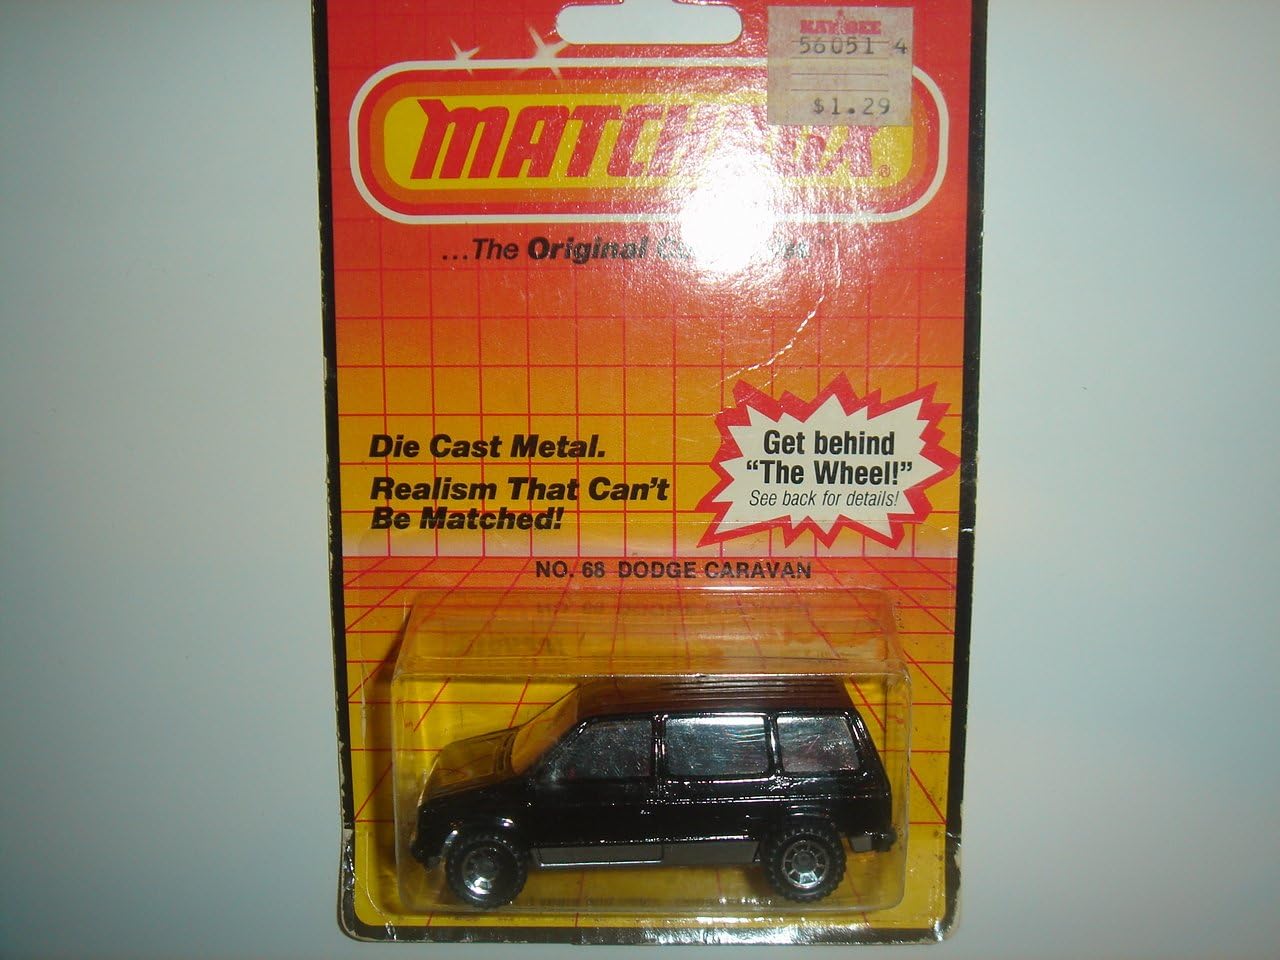 KAY BEE
56051 4
$1.29
MATCHBOX®
...The Original
Die Cast Metal.
Realism That Can't
Be Matched!
Get behind
"The Wheel!"
See back for details!
NO. 68 DODGE CARAVAN